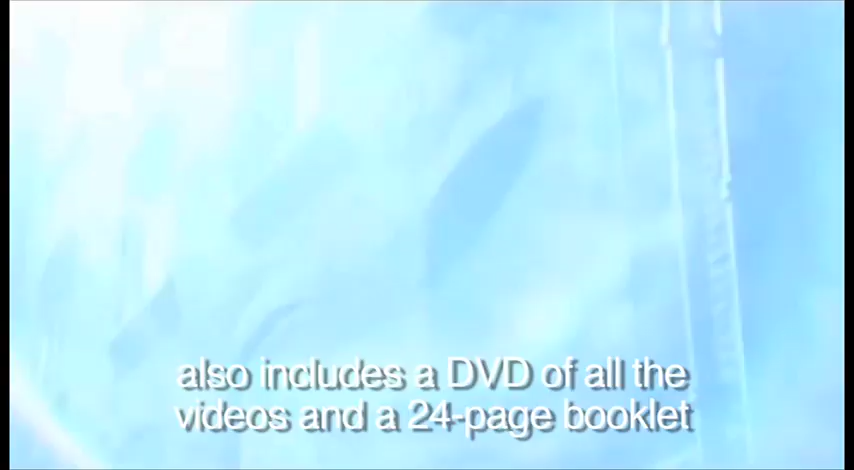 also includes a DVD of all the
videos and a 24-page booklet